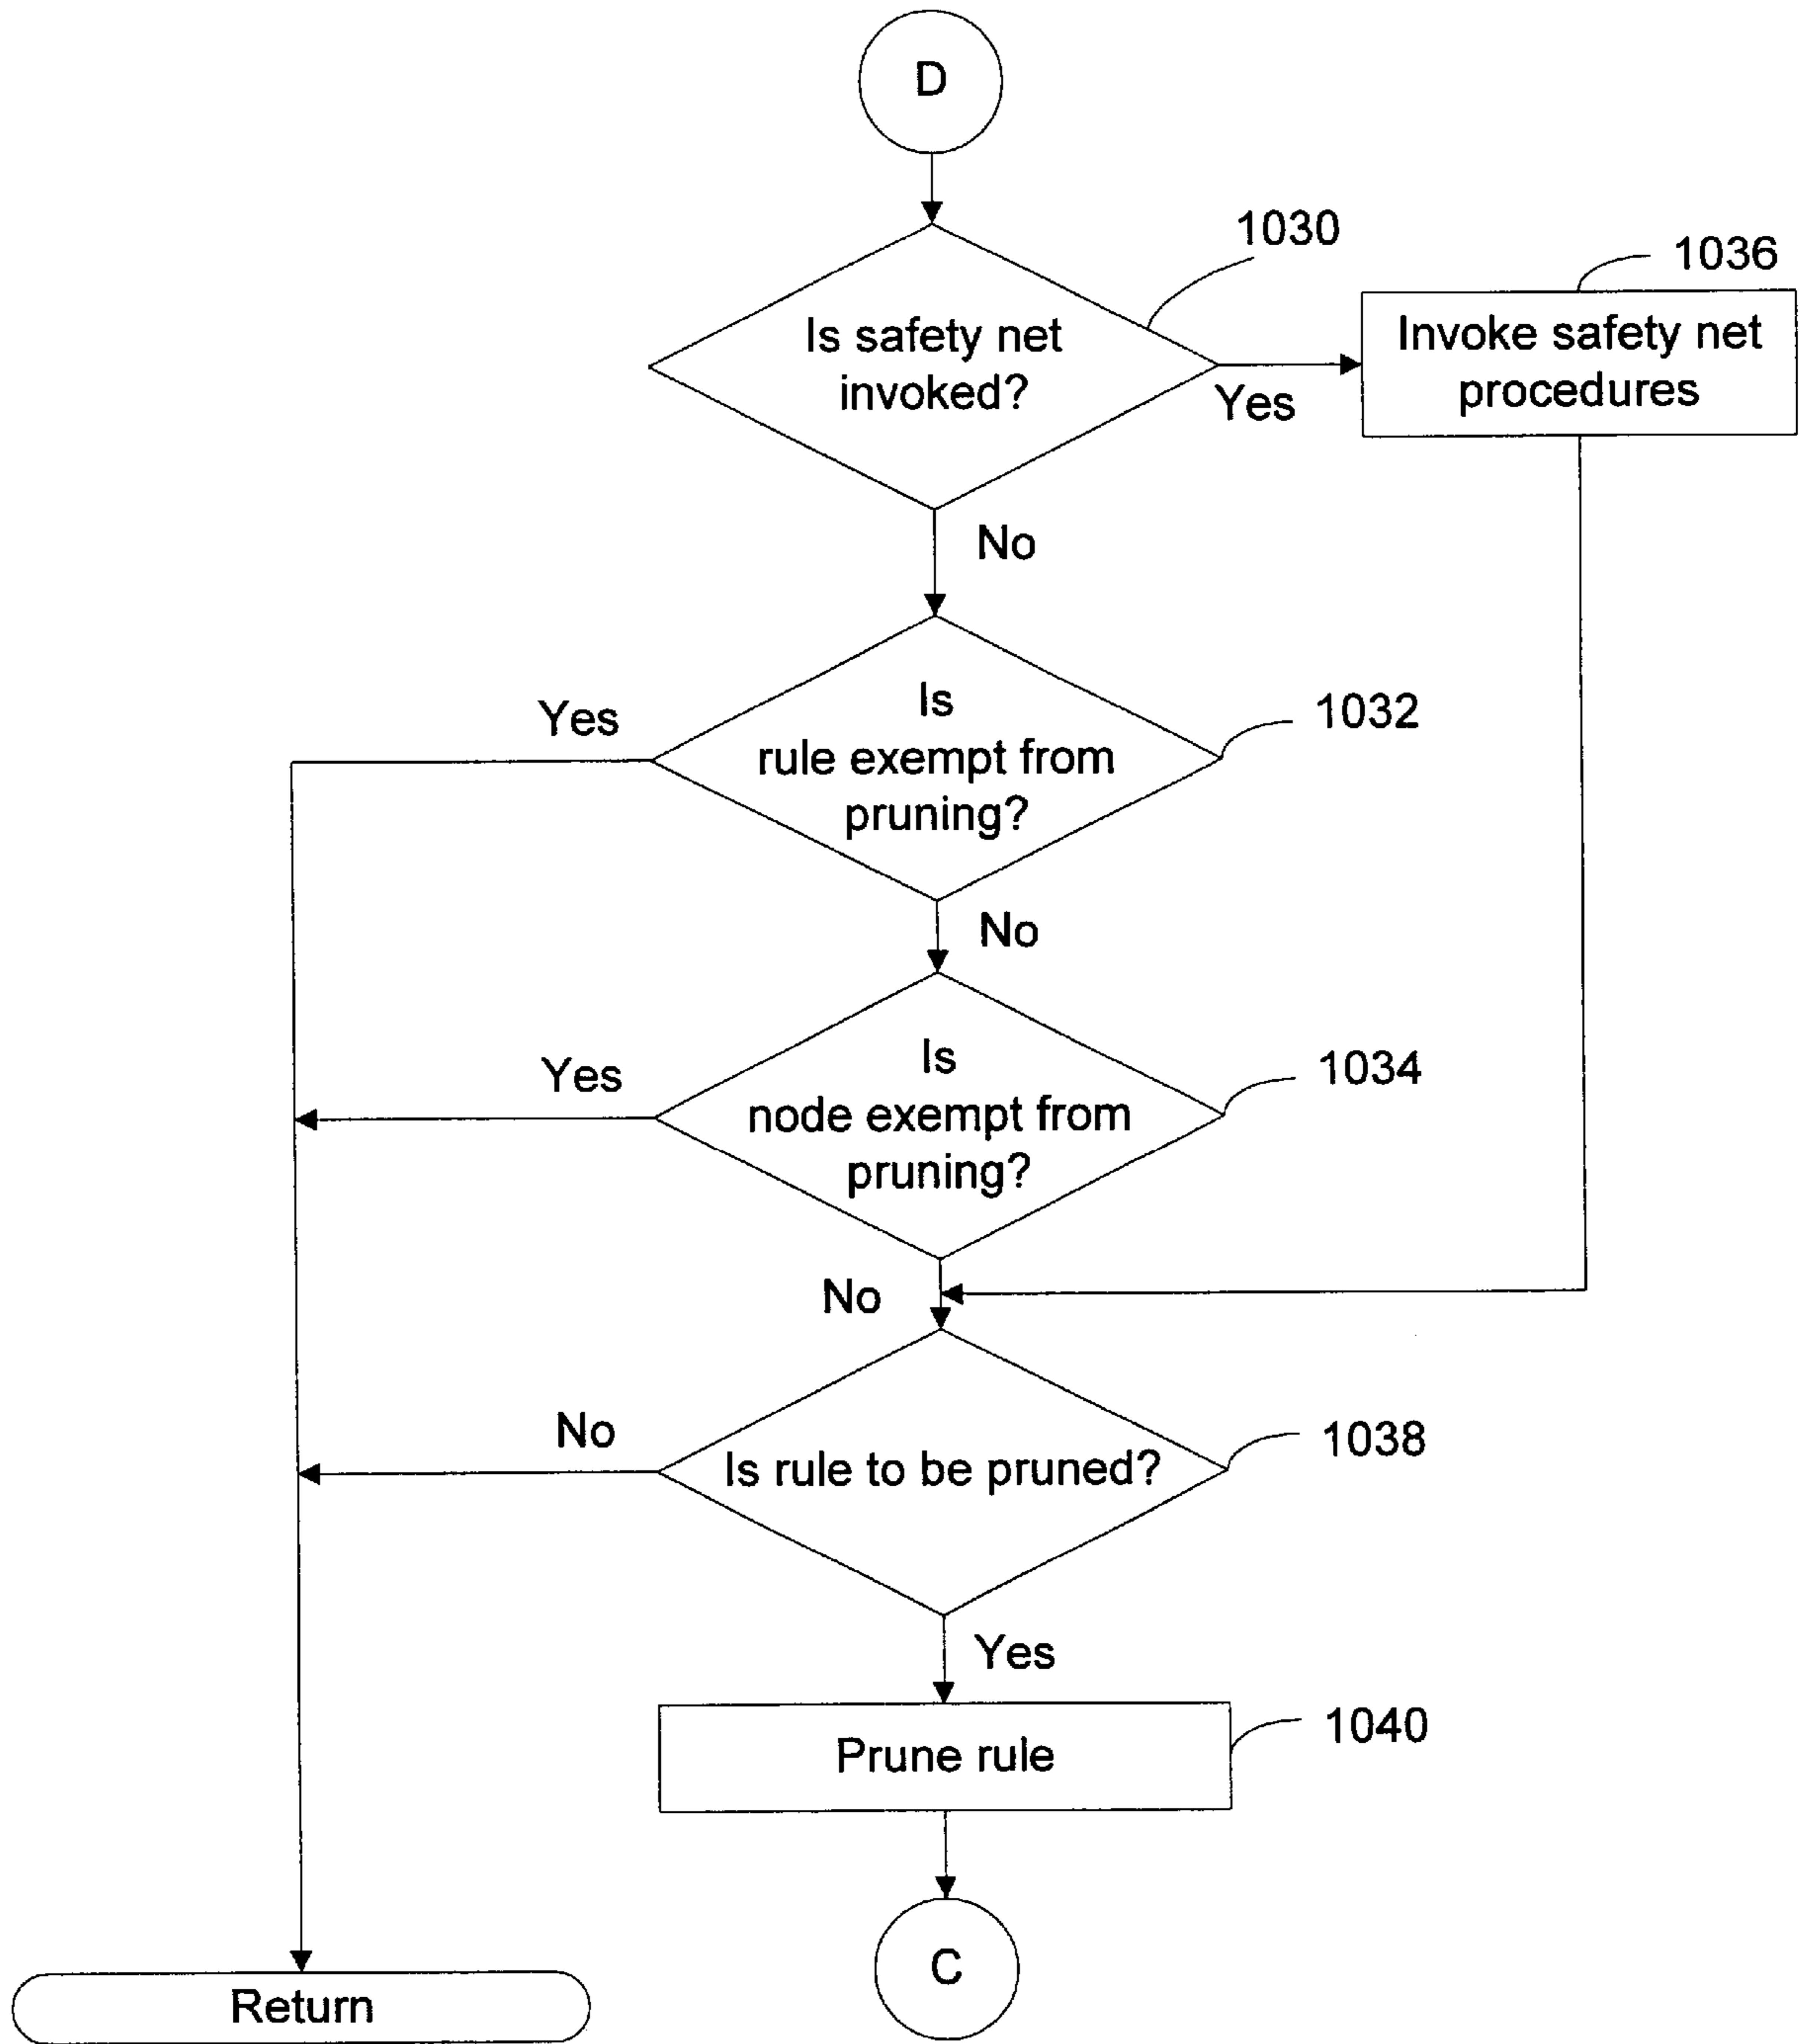 D
1030
1036
Is safety net
invoked?
Invoke safety net
procedures
Yes
No
Is
rule exempt from
pruning?
Yes
1032
No
Is
node exempt from
pruning?
Yes
1034
No
Is rule to be pruned?
No
1038
Yes
Prune rule
1040
C
Return